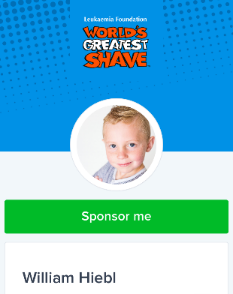 Leukaemia Foundation
WORLD'S
GREATEST
SHAVE
Sponsor me
William Hiebl